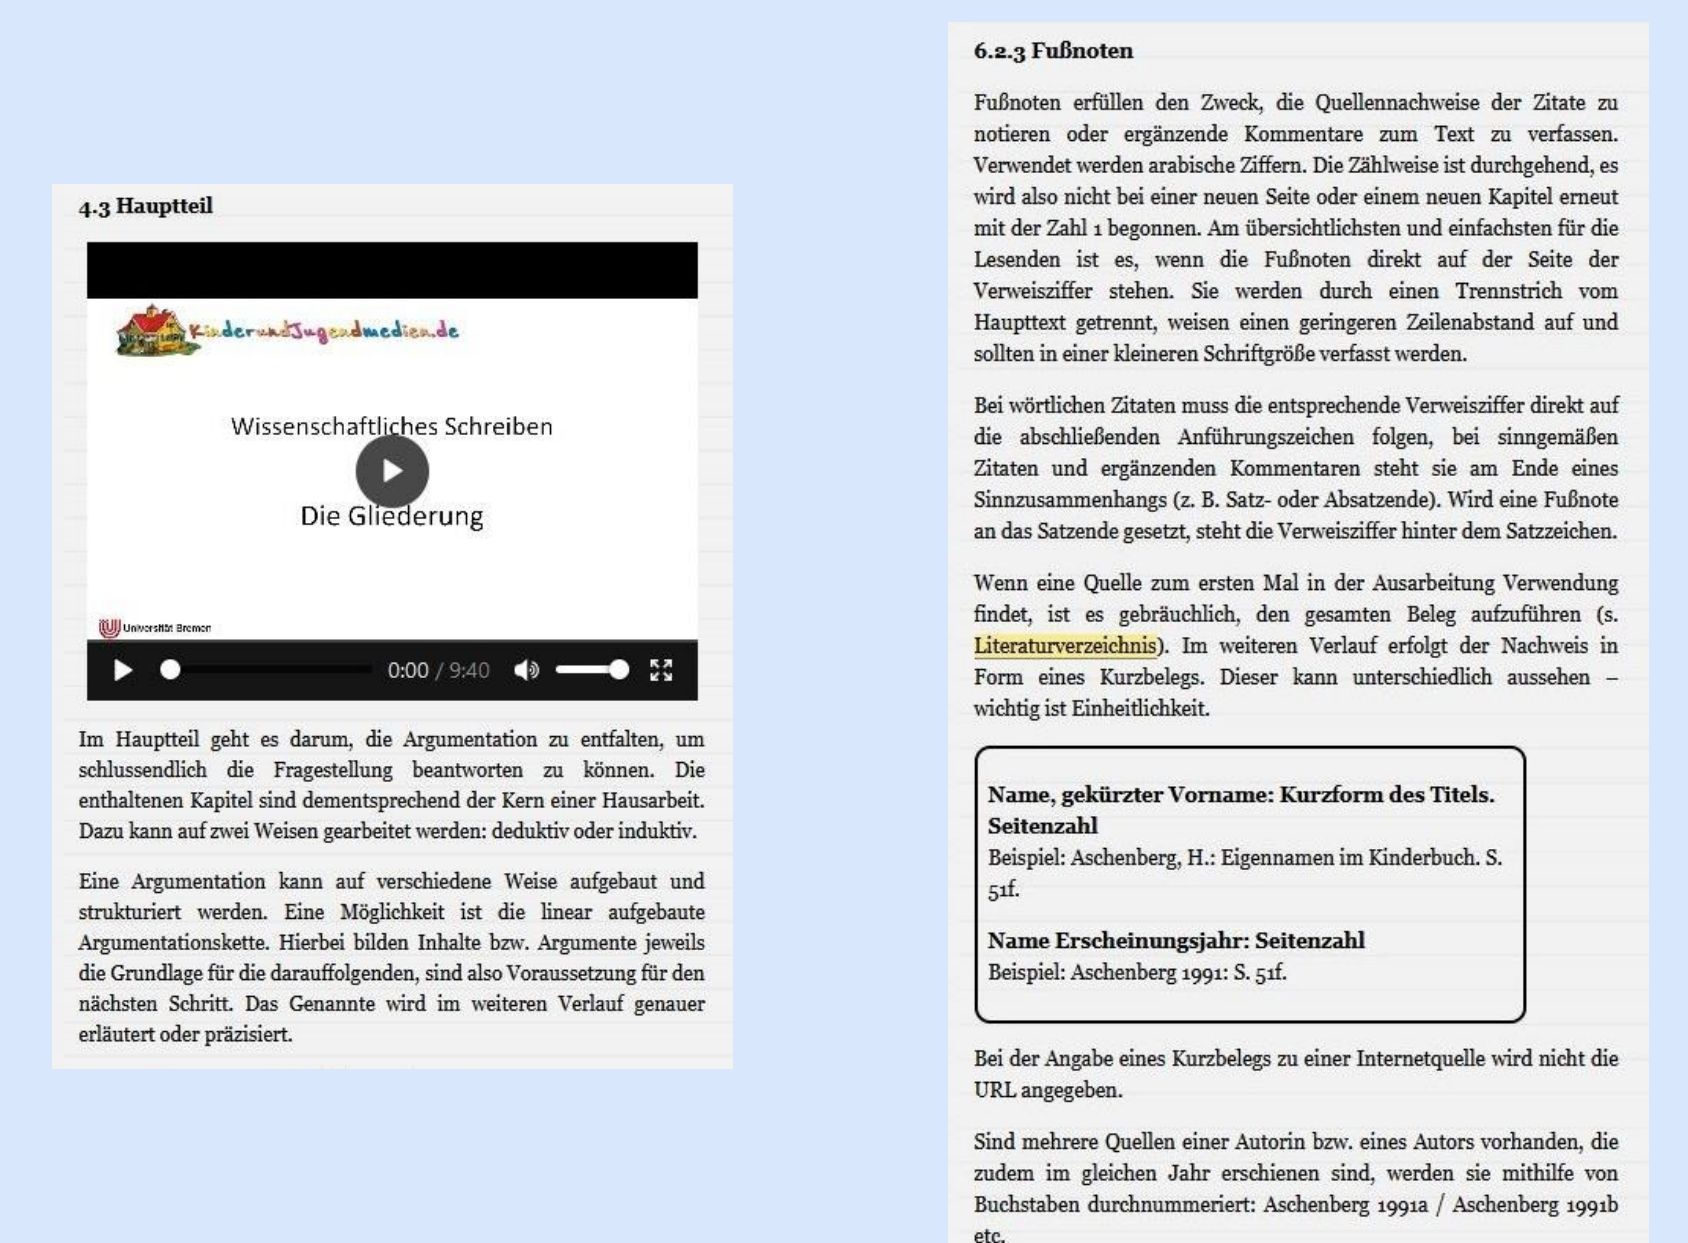 4.3 Hauptteil
KinderundJugendmedien.de
Wissenschaftliches Schreiben
Die Gliederung
Universität Bremen
0:00 / 9:40
Im Hauptteil geht es darum, die Argumentation zu entfalten, um
schlussendlich die Fragestellung beantworten zu können. Die
enthaltenen Kapitel sind dementsprechend der Kern einer Hausarbeit.
Dazu kann auf zwei Weisen gearbeitet werden: deduktiv oder induktiv.
Eine Argumentation kann auf verschiedene Weise aufgebaut und
strukturiert werden. Eine Möglichkeit ist die linear aufgebaute
Argumentationskette. Hierbei bilden Inhalte bzw. Argumente jeweils
die Grundlage für die darauffolgenden, sind also Voraussetzung für den
nächsten Schritt. Das Genannte wird im weiteren Verlauf genauer
erläutert oder präzisiert.
6.2.3 Fußnoten
Fußnoten erfüllen den Zweck, die Quellennachweise der Zitate zu
notieren oder ergänzende Kommentare zum Text zu verfassen.
Verwendet werden arabische Ziffern. Die Zählweise ist durchgehend, es
wird also nicht bei einer neuen Seite oder einem neuen Kapitel erneut
mit der Zahl 1 begonnen. Am übersichtlichsten und einfachsten für die
Lesenden ist es, wenn die Fußnoten direkt auf der Seite der
Verweisziffer stehen. Sie werden durch einen Trennstrich vom
Haupttext getrennt, weisen einen geringeren Zeilenabstand auf und
sollten in einer kleineren Schriftgröße verfasst werden.
Bei wörtlichen Zitaten muss die entsprechende Verweisziffer direkt auf
die abschließenden Anführungszeichen folgen, bei sinngemäßen
Zitaten und ergänzenden Kommentaren steht sie am Ende eines
Sinnzusammenhangs (z. B. Satz- oder Absatzende). Wird eine Fußnote
an das Satzende gesetzt, steht die Verweisziffer hinter dem Satzzeichen.
Wenn eine Quelle zum ersten Mal in der Ausarbeitung Verwendung
findet, ist es gebräuchlich, den gesamten Beleg aufzuführen (s.
Literaturverzeichnis). Im weiteren Verlauf erfolgt der Nachweis in
Form eines Kurzbelegs. Dieser kann unterschiedlich aussehen –
wichtig ist Einheitlichkeit.
Name, gekürzter Vorname: Kurzform des Titels.
Seitenzahl
Beispiel: Aschenberg, H.: Eigennamen im Kinderbuch. S.
51f.
Name Erscheinungsjahr: Seitenzahl
Beispiel: Aschenberg 1991: S. 51f.
Bei der Angabe eines Kurzbelegs zu einer Internetquelle wird nicht die
URL angegeben.
Sind mehrere Quellen einer Autorin bzw. eines Autors vorhanden, die
zudem im gleichen Jahr erschienen sind, werden sie mithilfe von
Buchstaben durchnummeriert: Aschenberg 1991a / Aschenberg 1991b
etc.